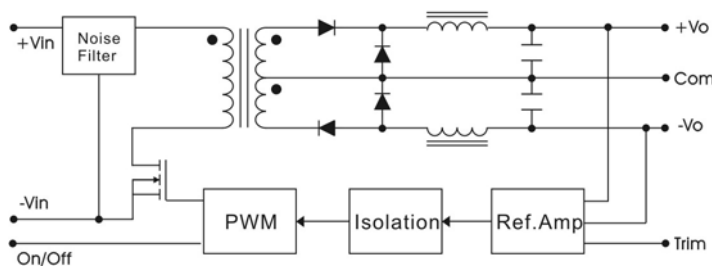 +Vin
Noise
Filter
+Vo
Com
-Vo
-Vin
PWM
Isolation
Ref.Amp
On/Off
Trim